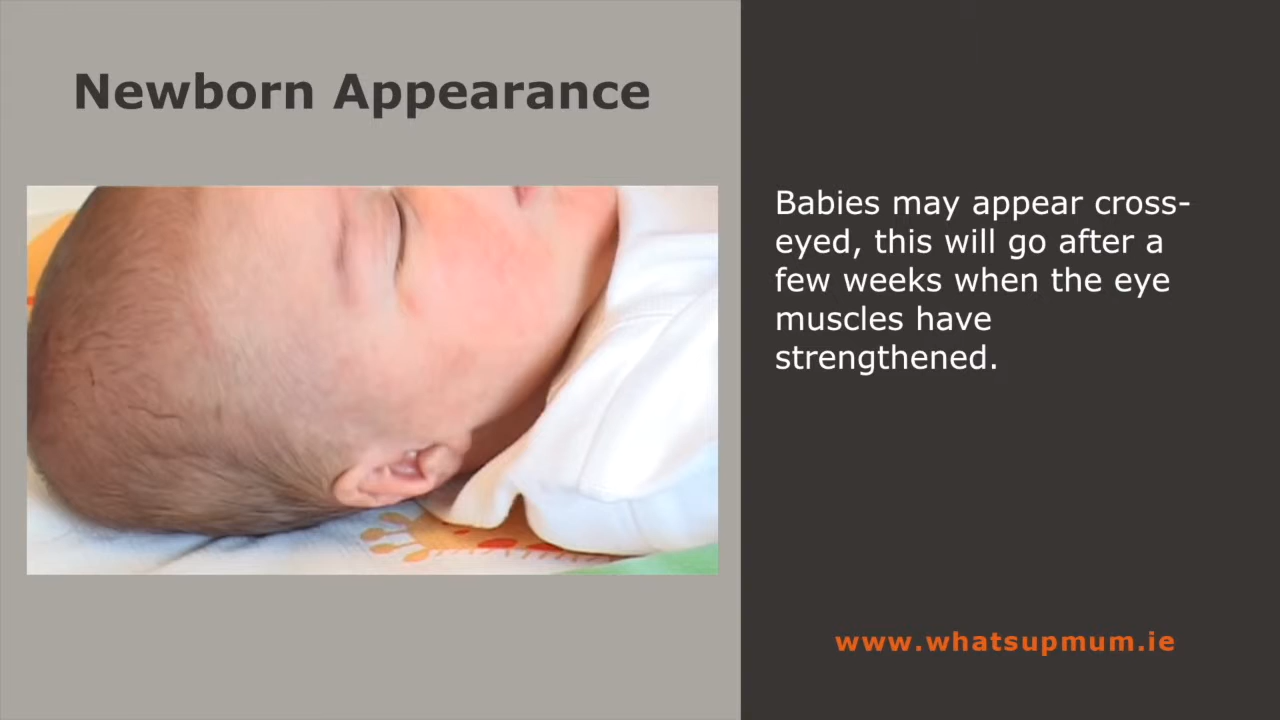 Newborn Appearance
Babies may appear cross-
eyed, this will go after a
few weeks when the eye
muscles have
strengthened.
www.whatsupmum.ie